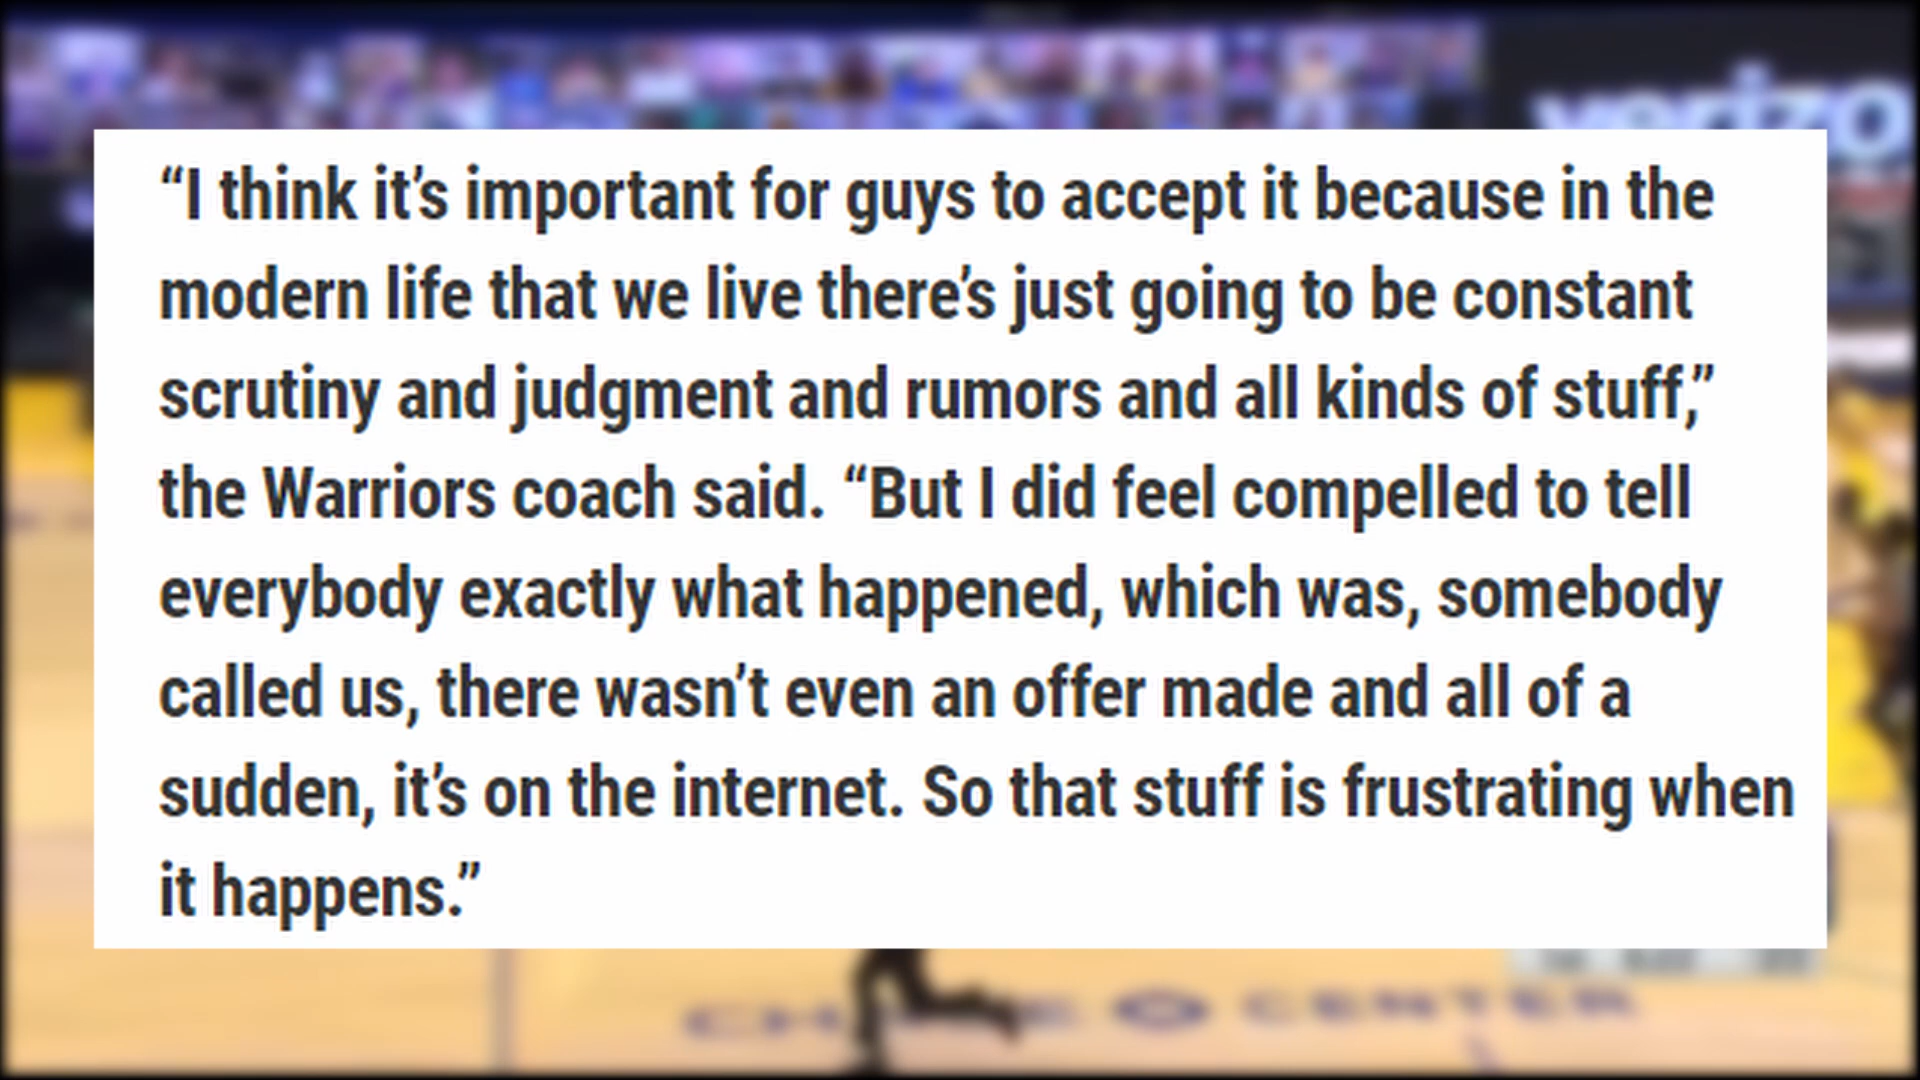 verizo
“I think it’s important for guys to accept it because in the
modern life that we live there’s just going to be constant
scrutiny and judgment and rumors and all kinds of stuff,”
the Warriors coach said. “But I did feel compelled to tell
everybody exactly what happened, which was, somebody
called us, there wasn’t even an offer made and all of a
sudden, it’s on the internet. So that stuff is frustrating when
it happens.”
CENTER